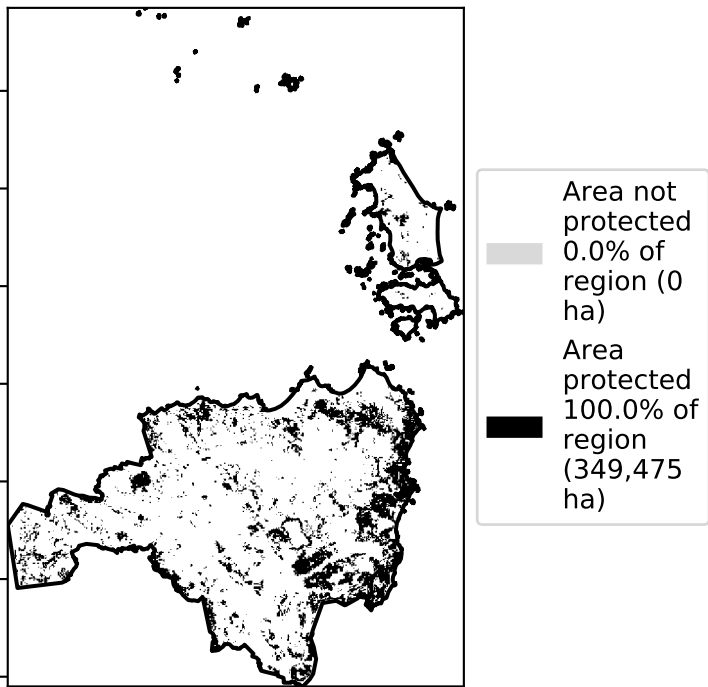 Area not
protected
0.0% of
region (0
ha)
Area
protected
100.0% of
region
(349,475
ha)